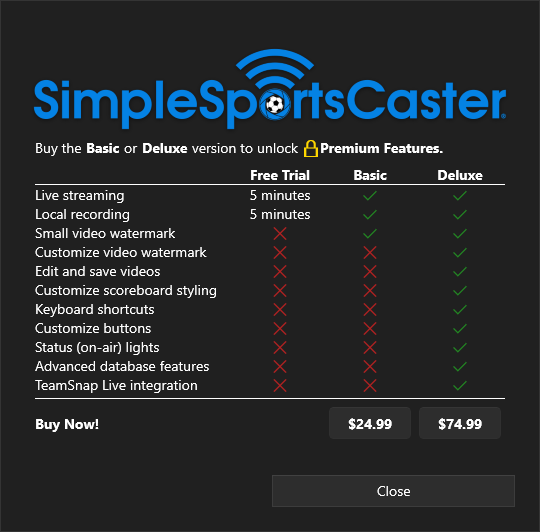 SimpleSportsCaster®
Buy the Basic or Deluxe version to unlock Premium Features.
Free Trial Basic Deluxe
Live streaming 5 minutes
Local recording 5 minutes
Small video watermark
Customize video watermark
Edit and save videos
Customize scoreboard styling
Keyboard shortcuts
Customize buttons
Status (on-air) lights
Advanced database features
TeamSnap Live integration
Buy Now! $24.99 $74.99
Close